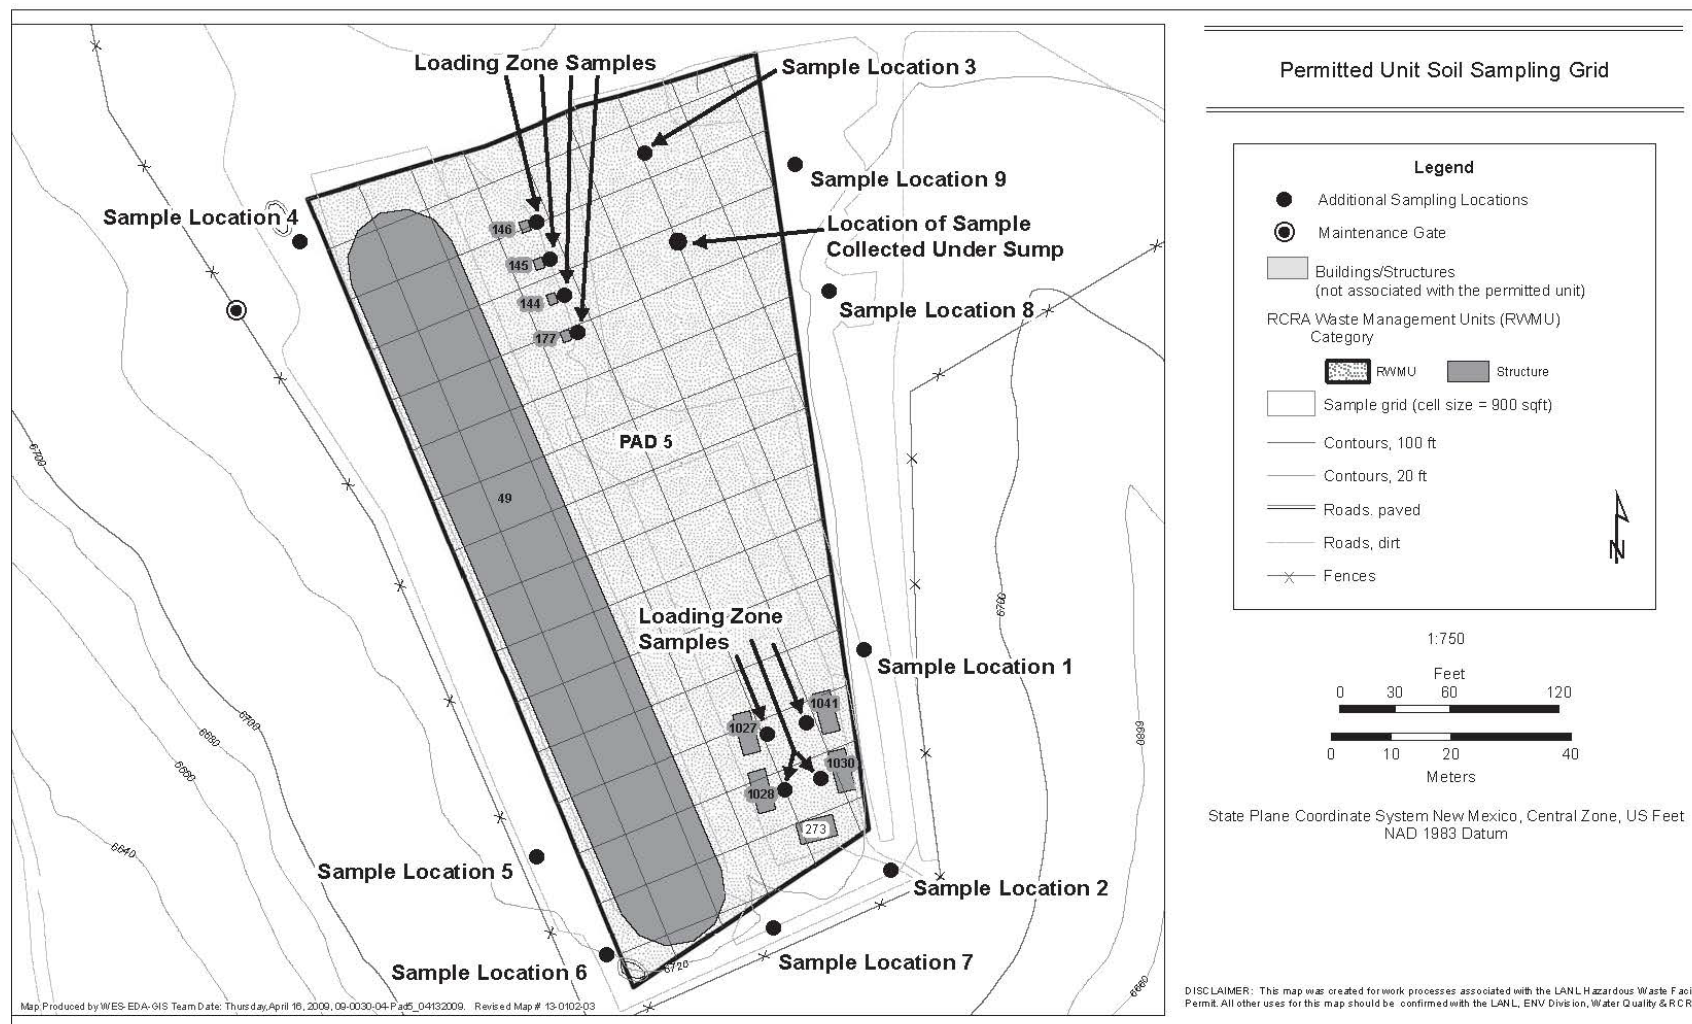 Loading Zone Samples
Sample Location 3
Sample Location 9
Sample Location 4
146
Location of Sample
Collected Under Sump
145
144
Sample Location 8
177
PAD 5
6700
49
6700
Loading Zone
Samples
Sample Location 1
1041
1027
6700
6680
6680
1030
6660
1028
273
6640
Sample Location 5
Sample Location 2
Sample Location 6
6720
Sample Location 7
6660
Map Produced by WES-EDA-GIS Team Date: Thursday, April 16, 2009, 09-0030-04-Pad5_04132009. Revised Map # 13-0102-03
Permitted Unit Soil Sampling Grid
Legend
Additional Sampling Locations
Maintenance Gate
Buildings/Structures
(not associated with the permitted unit)
RCRA Waste Management Units (RWMU)
Category
RWMU
Structure
Sample grid (cell size = 900 sqft)
Contours, 100 ft
Contours, 20 ft
Roads. paved
Roads, dirt
Fences
N
1:750
Feet
0 30 60 120
0 10 20 40
Meters
State Plane Coordinate System New Mexico, Central Zone, US Feet
NAD 1983 Datum
DISCLAIMER: This map was created for work processes associated with the LANL Hazardous Waste Faci
Permit. All other uses for this map should be confirmed with the LANL, ENV Division, Water Quality & RCR